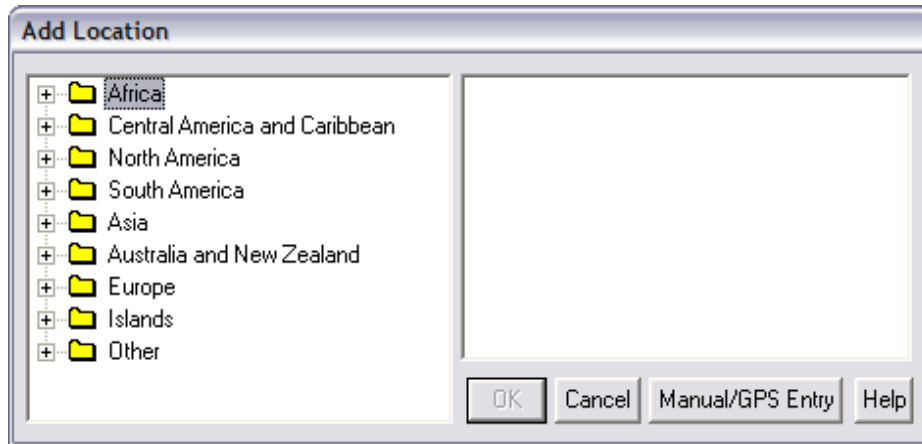 Add Location
Africa
Central America and Caribbean
North America
South America
Asia
Australia and New Zealand
Europe
Islands
Other
OK Cancel Manual/GPS Entry Help